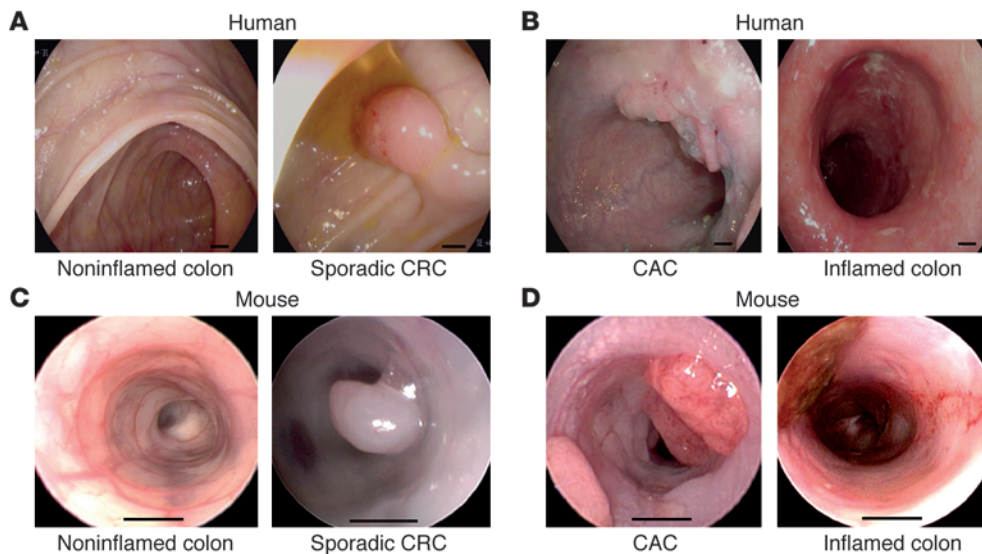 A
Human
Noninflamed colon
Sporadic CRC
B
Human
CAC
Inflamed colon
C
Mouse
Noninflamed colon
Sporadic CRC
D
Mouse
CAC
Inflamed colon